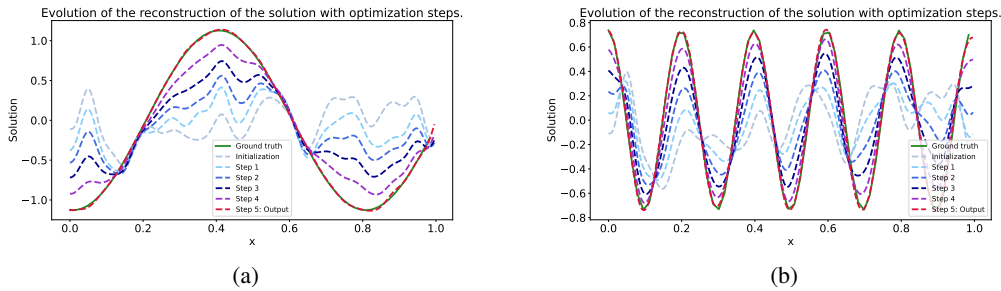 Evolution of the reconstruction of the solution with optimization steps.
1.0
0.5
0.0
−0.5
−1.0
Solution
Ground truth
Initialization
Step 1
Step 2
Step 3
Step 4
Step 5: Output
0.0 0.2 0.4 0.6 0.8 1.0
x
(a)
Evolution of the reconstruction of the solution with optimization steps.
0.8
0.6
0.4
0.2
0.0
−0.2
−0.4
−0.6
−0.8
Solution
Ground truth
Initialization
Step 1
Step 2
Step 3
Step 4
Step 5: Output
0.0 0.2 0.4 0.6 0.8 1.0
x
(b)